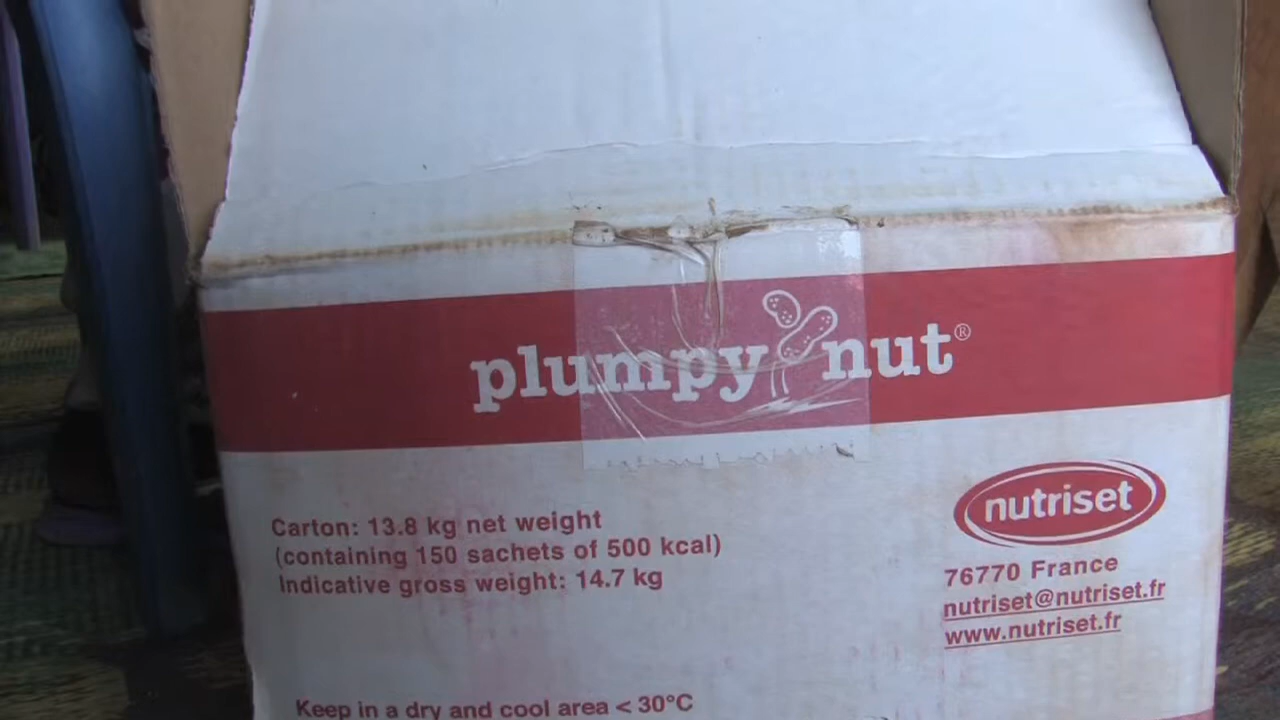 plumpy nut®
Carton: 13.8 kg net weight
(containing 150 sachets of 500 kcal)
Indicative gross weight: 14.7 kg
nutriset
76770 France
nutriset@nutriset.fr
www.nutriset.fr
Keep in a dry and cool area < 30°C